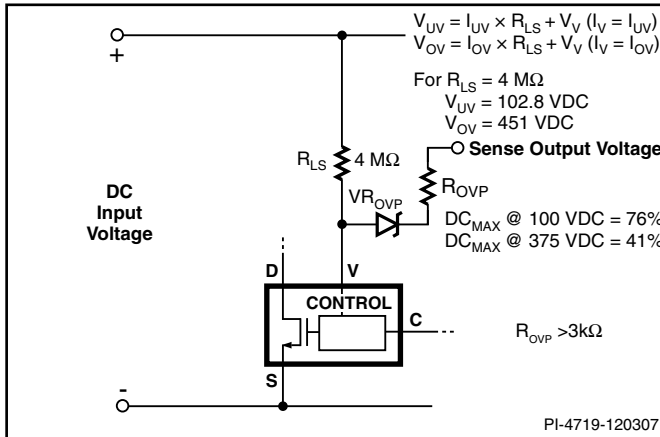 V_UV = I_UV × R_LS + V_V (I_V = I_UV)
V_OV = I_OV × R_LS + V_V (I_V = I_OV)
+
For R_LS = 4 MΩ
V_UV = 102.8 VDC
V_OV = 451 VDC
Sense Output Voltage
R_LS 4 MΩ
R_OVP
VR_OVP
DC
Input
Voltage
DC_MAX @ 100 VDC = 76%
DC_MAX @ 375 VDC = 41%
D V
CONTROL
C
R_OVP >3kΩ
S
-
PI-4719-120307